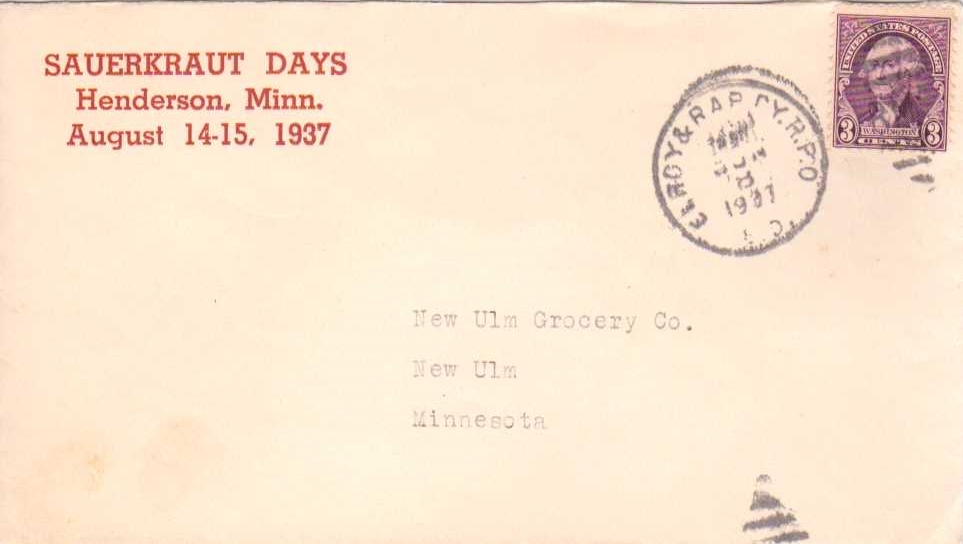 SAUERKRAUT DAYS
Henderson, Minn.
August 14-15, 1937
ELROY & RAP CY. R.P.O
1937
UNITED STATES POSTAGE
3 WASHINGTON 3
CENTS
New Ulm Grocery Co.
New Ulm
Minnesota